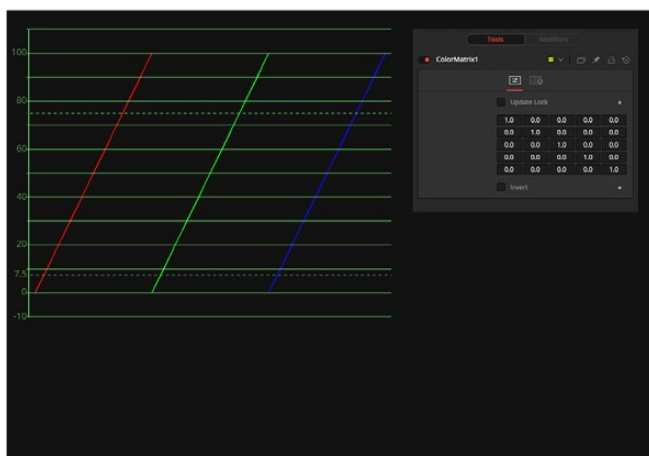 100
80
60
40
20
7.5
0
-10
Tools Modifiers
ColorMatrix1
Update Lock
1.0 0.0 0.0 0.0 0.0
0.0 1.0 0.0 0.0 0.0
0.0 0.0 1.0 0.0 0.0
0.0 0.0 0.0 1.0 0.0
0.0 0.0 0.0 0.0 1.0
Invert